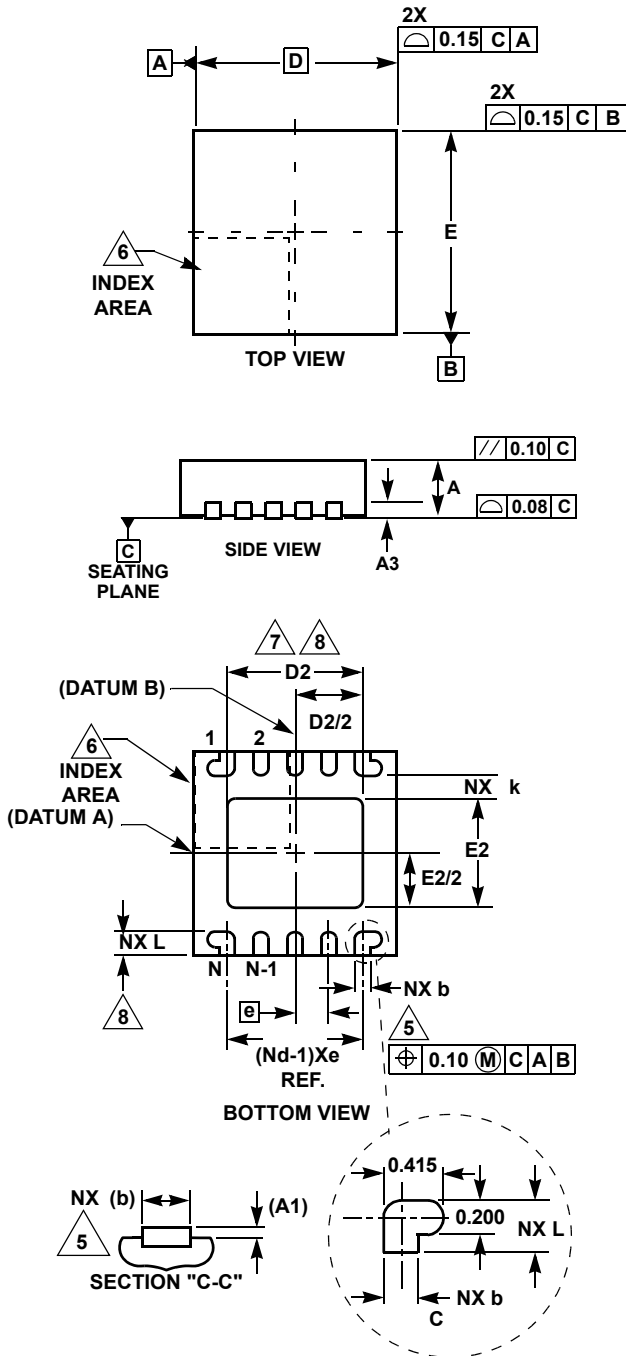 2X
⌓ 0.15 C A
A
D
2X
⌓ 0.15 C B
E
6
INDEX
AREA
TOP VIEW
B
// 0.10 C
A
⌓ 0.08 C
C
SEATING
PLANE
SIDE VIEW
A3
7 8
D2
(DATUM B)
D2/2
1 2
6
INDEX
AREA
(DATUM A)
NX k
E2
E2/2
NX L
N N-1
8
NX b
e
5
(Nd-1)Xe
REF.
⌖ 0.10 Ⓜ C A B
BOTTOM VIEW
0.415
NX (b)
(A1)
5
0.200
NX L
SECTION "C-C"
NX b
C